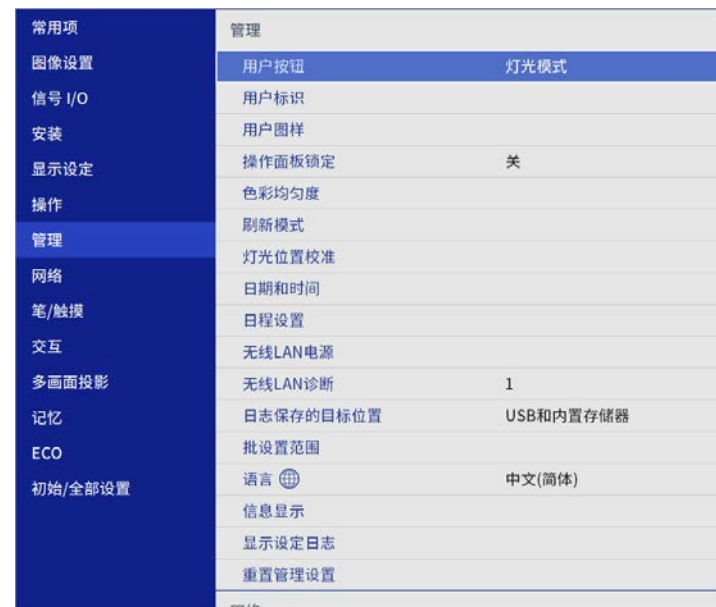 常用项
图像设置
信号 I/O
安装
显示设定
操作
管理
网络
笔/触摸
交互
多画面投影
记忆
ECO
初始/全部设置
管理
用户按钮 灯光模式
用户标识
用户图样
操作面板锁定 关
色彩均匀度
刷新模式
灯光位置校准
日期和时间
日程设置
无线LAN电源
无线LAN诊断 1
日志保存的目标位置 USB和内置存储器
批设置范围
语言 中文(简体)
信息显示
显示设定日志
重置管理设置